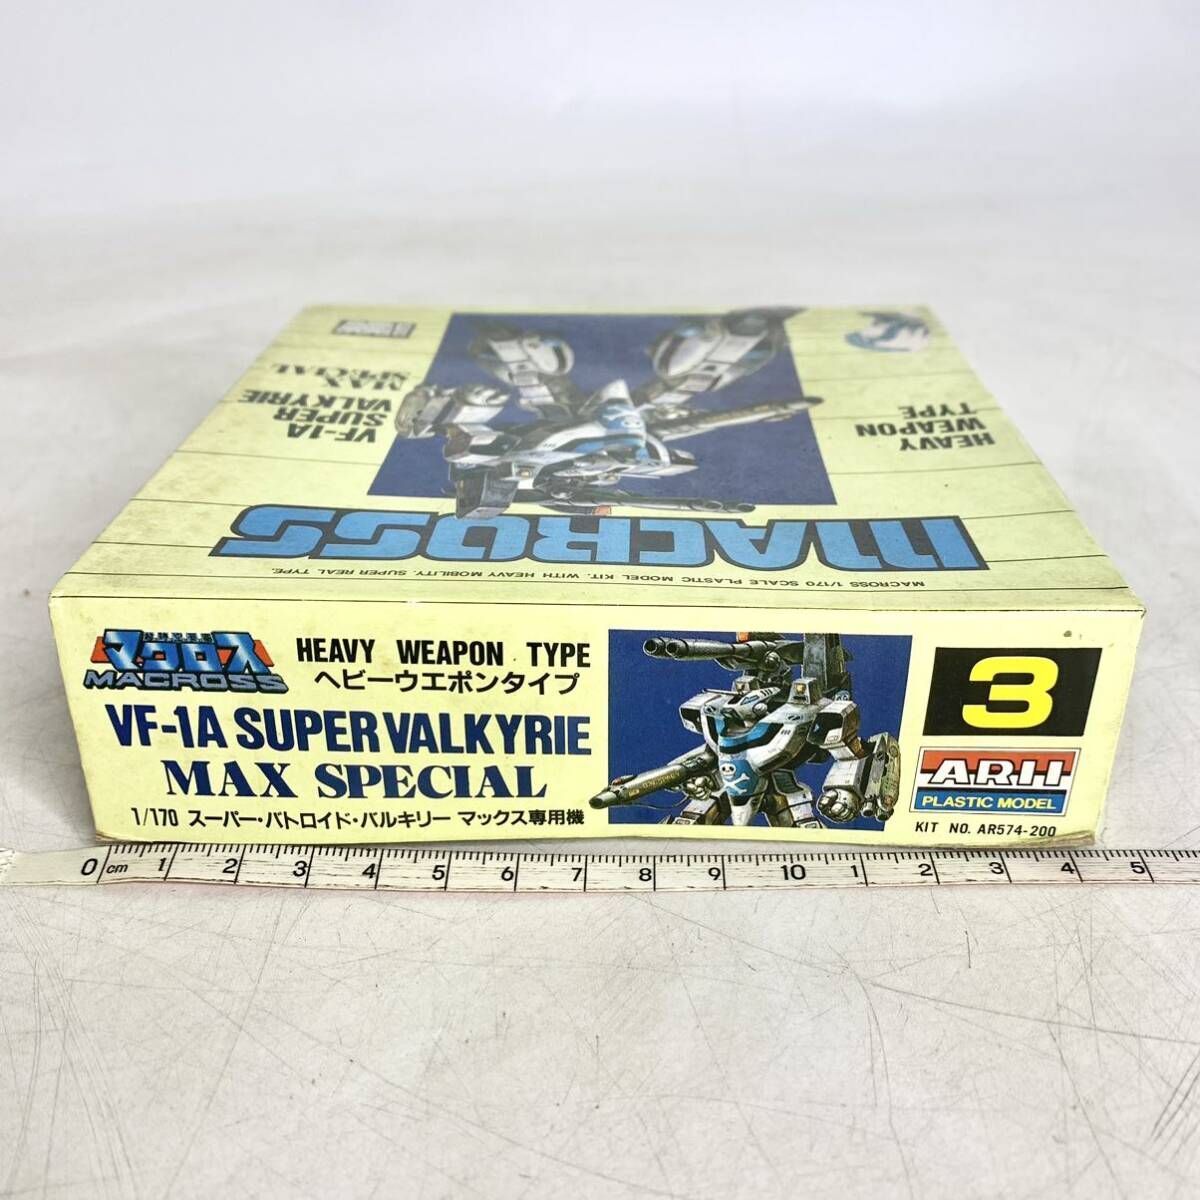 HEAVY
WEAPON
TYPE
VF-1A
SUPER
VALKYRIE
MAX
SPECIAL
MACROSS
MACROSS 1/170 SCALE PLASTIC MODEL KIT. WITH HEAVY MOBILITY. SUPER REAL TYPE.
マクロス
MACROSS
HEAVY WEAPON TYPE
ヘビーウエポンタイプ
VF-1A SUPER VALKYRIE
MAX SPECIAL
1/170 スーパー・バトロイド・バルキリー マックス専用機
3
ARII
PLASTIC MODEL
KIT NO. AR574-200
0 cm 1 2 3 4 5 6 7 8 9 10 1 2 3 4 5